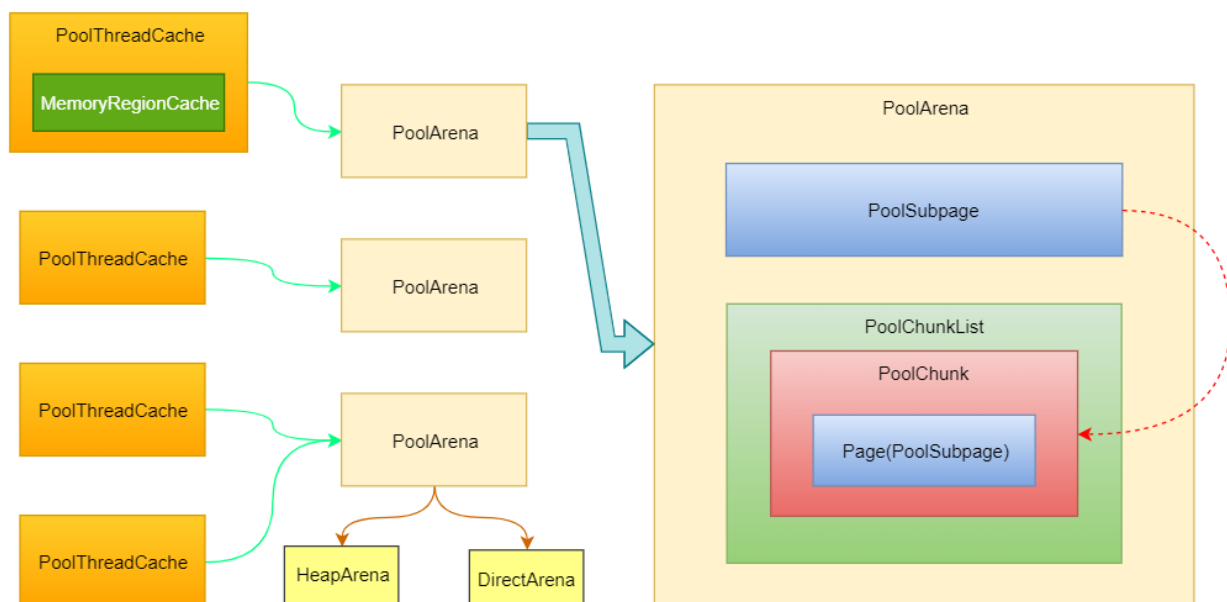 PoolThreadCache
MemoryRegionCache
PoolArena
PoolThreadCache
PoolArena
PoolThreadCache
PoolArena
PoolThreadCache
HeapArena
DirectArena
PoolArena
PoolSubpage
PoolChunkList
PoolChunk
Page(PoolSubpage)